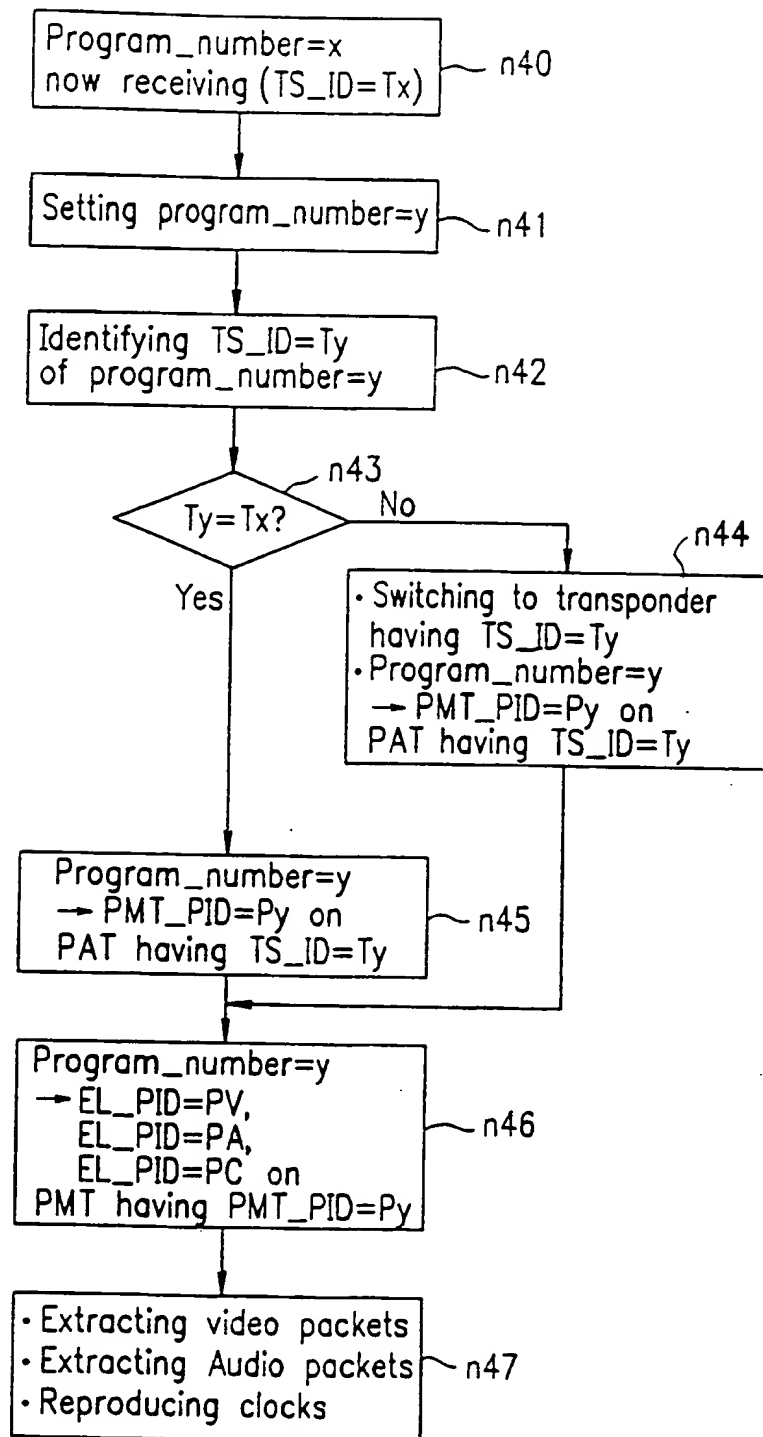 Program_number=x
now receiving (TS_ID=Tx)
n40
Setting program_number=y
n41
Identifying TS_ID=Ty
of program_number=y
n42
n43
Ty=Tx?
No
Yes
n44
· Switching to transponder
having TS_ID=Ty
· Program_number=y
→ PMT_PID=Py on
PAT having TS_ID=Ty
Program_number=y
→ PMT_PID=Py on
PAT having TS_ID=Ty
n45
Program_number=y
→ EL_PID=PV,
EL_PID=PA,
EL_PID=PC on
PMT having PMT_PID=Py
n46
· Extracting video packets
· Extracting Audio packets
· Reproducing clocks
n47